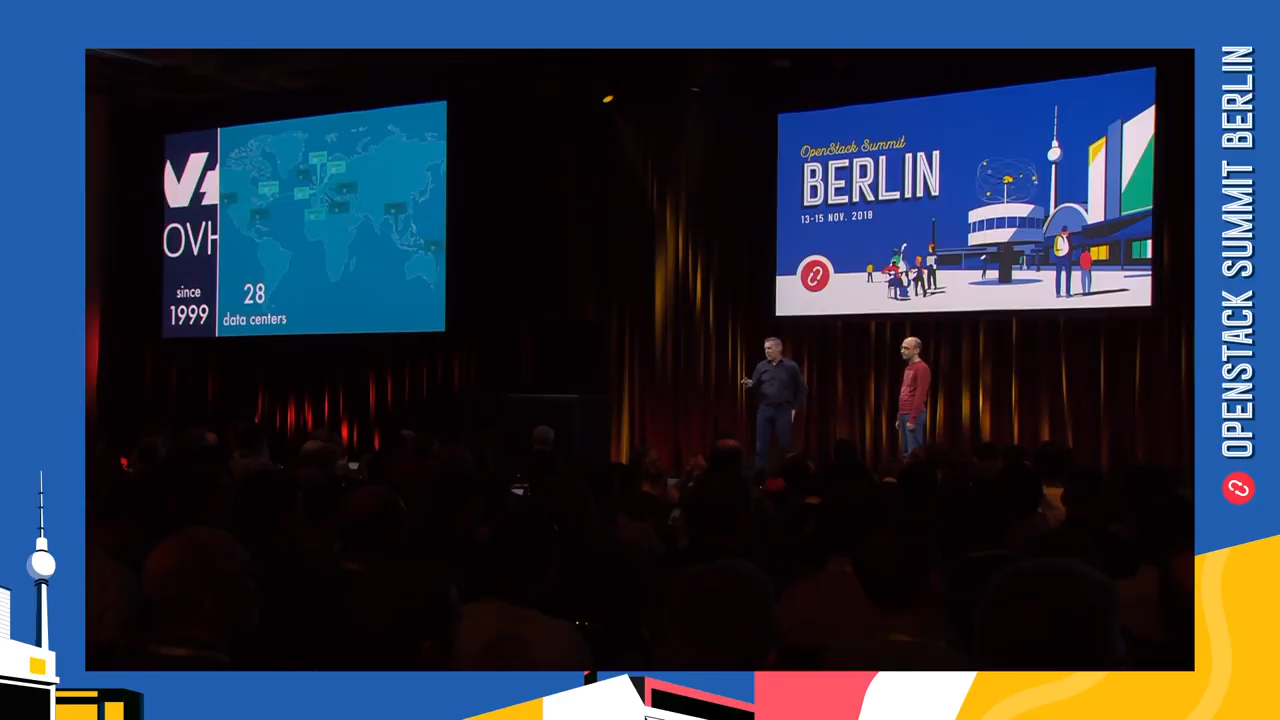 OVH
since
1999
28
data centers
OpenStack Summit
BERLIN
13-15 NOV. 2018
OPENSTACK SUMMIT BERLIN